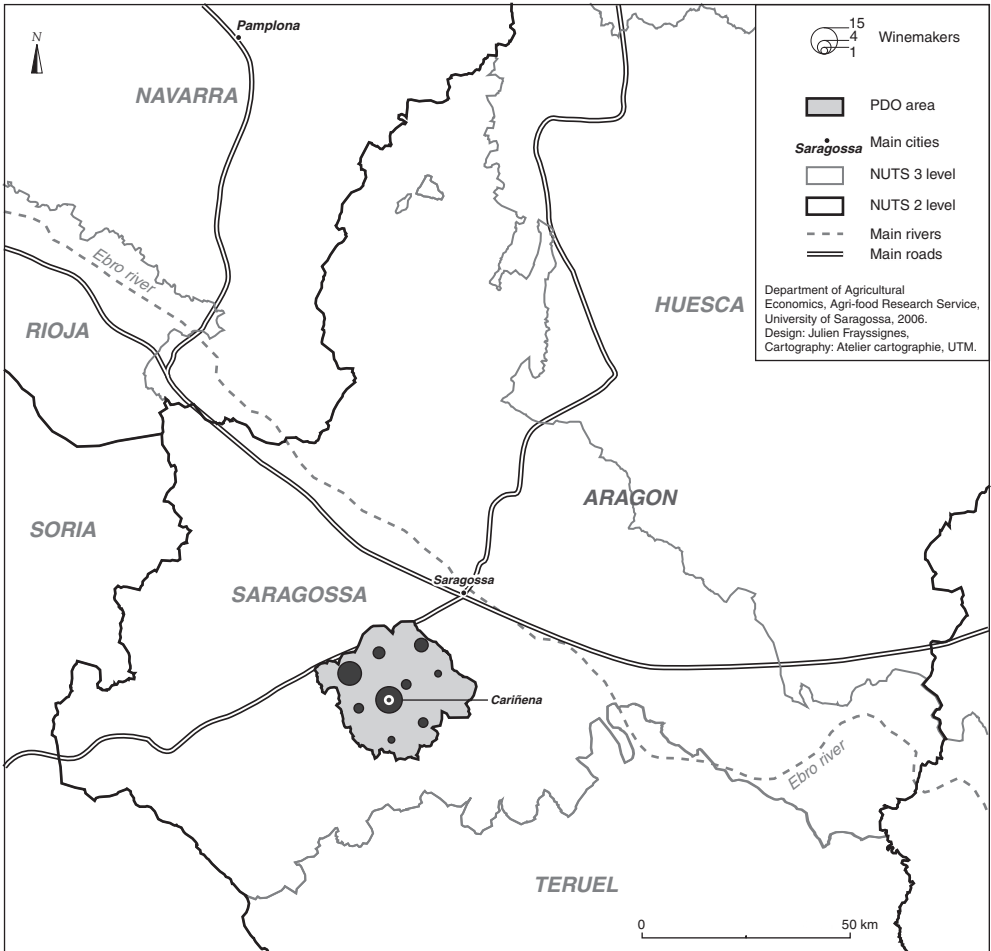 Pamplona
N
NAVARRA
Ebro river
RIOJA
HUESCA
ARAGON
SORIA
Saragossa
SARAGOSSA
Cariñena
Ebro river
TERUEL
0 50 km
15
4
1
Winemakers
PDO area
Saragossa Main cities
NUTS 3 level
NUTS 2 level
Main rivers
Main roads
Department of Agricultural
Economics, Agri-food Research Service,
University of Saragossa, 2006.
Design: Julien Frayssignes,
Cartography: Atelier cartographie, UTM.